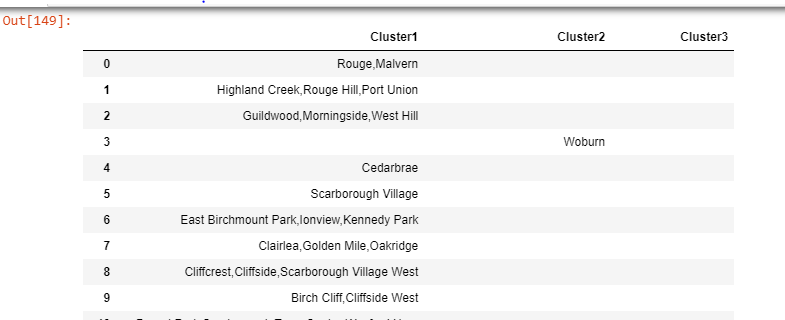 Out[149]:
Cluster1 Cluster2 Cluster3
0 Rouge,Malvern
1 Highland Creek,Rouge Hill,Port Union
2 Guildwood,Morningside,West Hill
3 Woburn
4 Cedarbrae
5 Scarborough Village
6 East Birchmount Park,Ionview,Kennedy Park
7 Clairlea,Golden Mile,Oakridge
8 Cliffcrest,Cliffside,Scarborough Village West
9 Birch Cliff,Cliffside West